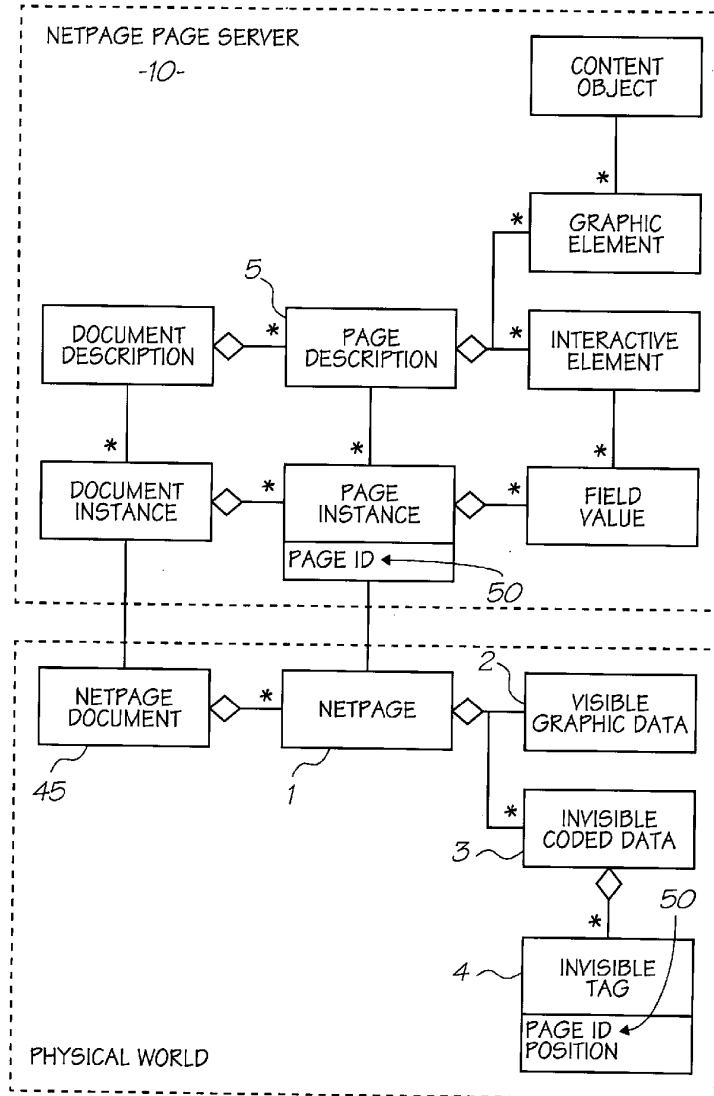 NETPAGE PAGE SERVER
-10-
CONTENT
OBJECT
*
*
GRAPHIC
ELEMENT
5
DOCUMENT
DESCRIPTION
*
PAGE
DESCRIPTION
*
INTERACTIVE
ELEMENT
*
*
*
DOCUMENT
INSTANCE
*
PAGE
INSTANCE
*
FIELD
VALUE
PAGE ID
50
NETPAGE
DOCUMENT
*
NETPAGE
2
VISIBLE
GRAPHIC DATA
45
1
*
INVISIBLE
CODED DATA
3
50
*
4
INVISIBLE
TAG
PAGE ID
POSITION
PHYSICAL WORLD